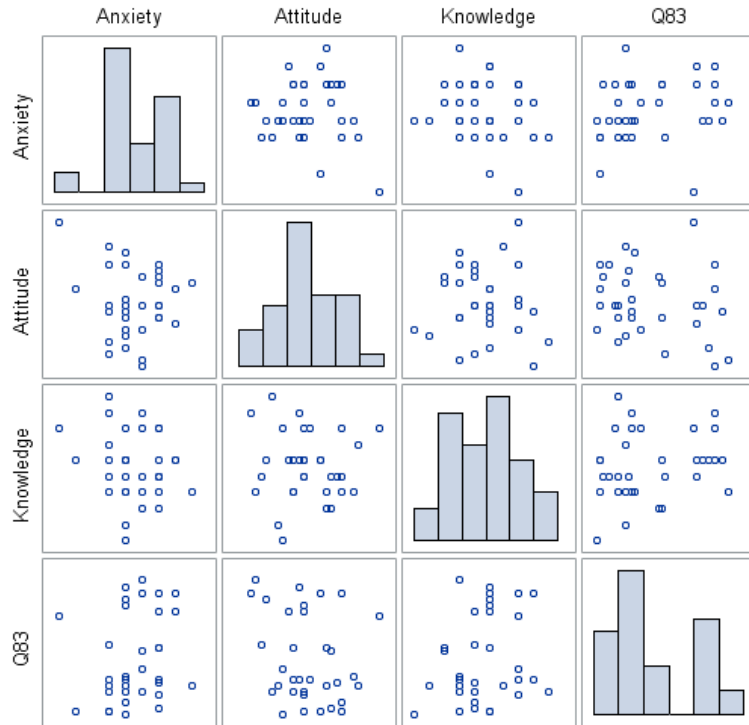 Anxiety Attitude Knowledge Q83
Anxiety
Attitude
Knowledge
Q83